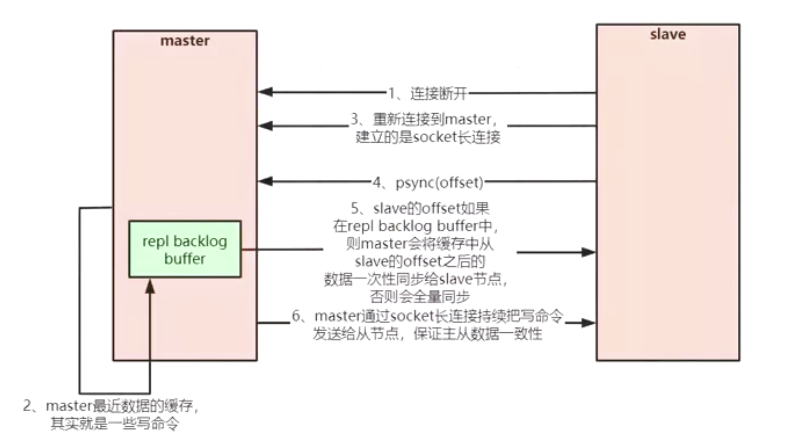 master
slave
1、连接断开
3、重新连接到master，
建立的是socket长连接
4、psync(offset)
5、slave的offset如果
在repl backlog buffer中，
则master会将缓存中从
slave的offset之后的
数据一次性同步给slave节点，
否则会全量同步
repl backlog
buffer
6、master通过socket长连接持续把写命令
发送给从节点，保证主从数据一致性
2、master最近数据的缓存，
其实就是一些写命令